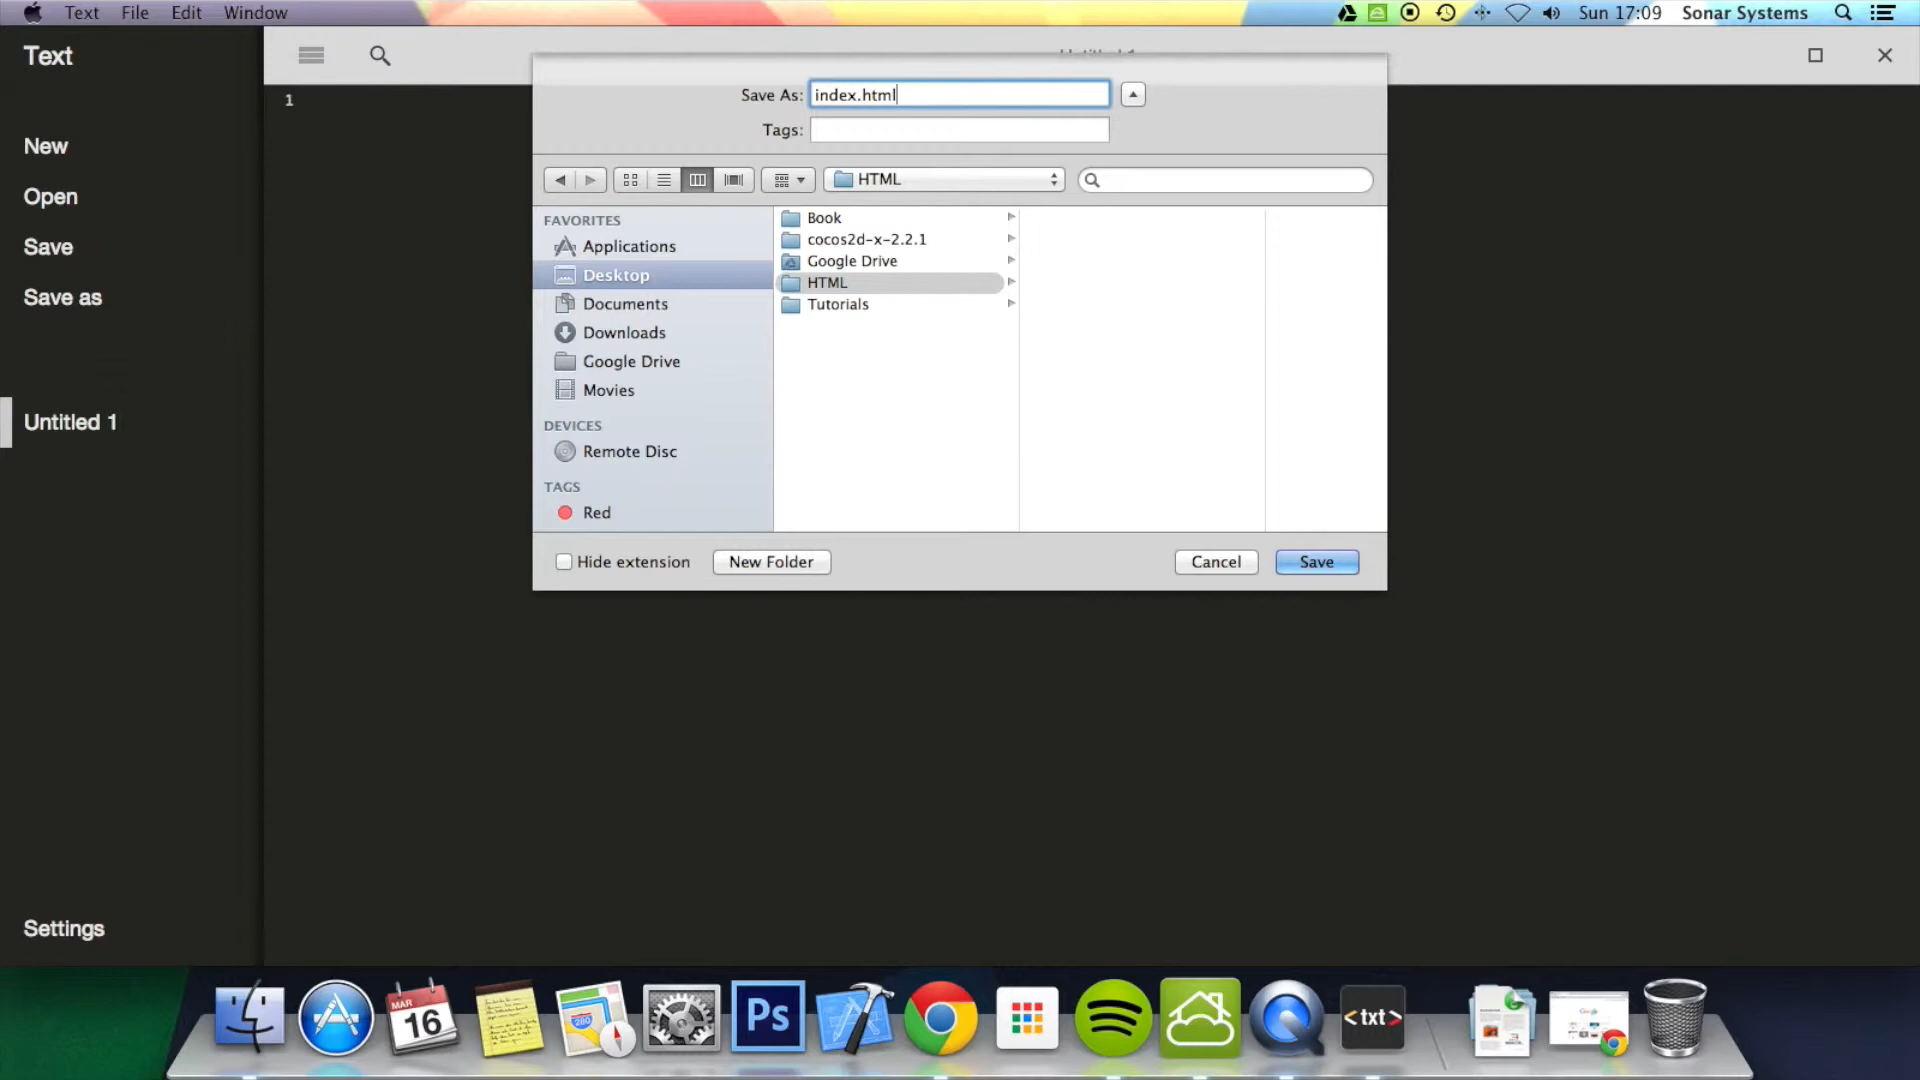 Text File Edit Window Sun 17:09 Sonar Systems
Text
New
Open
Save
Save as
Untitled 1
Settings
1
Save As: index.html
Tags:
HTML
FAVORITES
Applications
Desktop
Documents
Downloads
Google Drive
Movies
DEVICES
Remote Disc
TAGS
Red
Book
cocos2d-x-2.2.1
Google Drive
HTML
Tutorials
Hide extension New Folder Cancel Save
MAR
16
280
Ps
<txt>